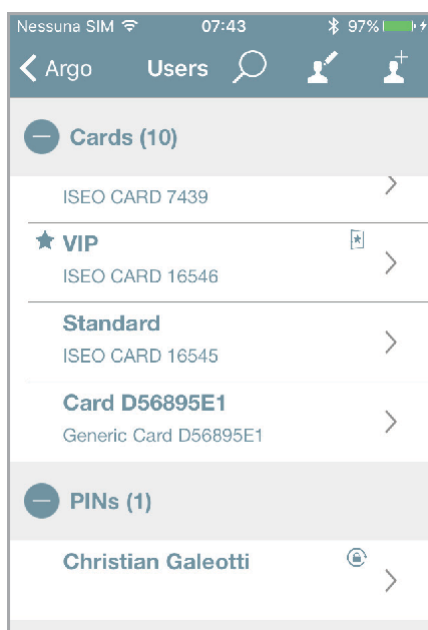 Nessuna SIM 07:43 97%
Argo Users
Cards (10)
ISEO CARD 7439
VIP
ISEO CARD 16546
Standard
ISEO CARD 16545
Card D56895E1
Generic Card D56895E1
PINs (1)
Christian Galeotti